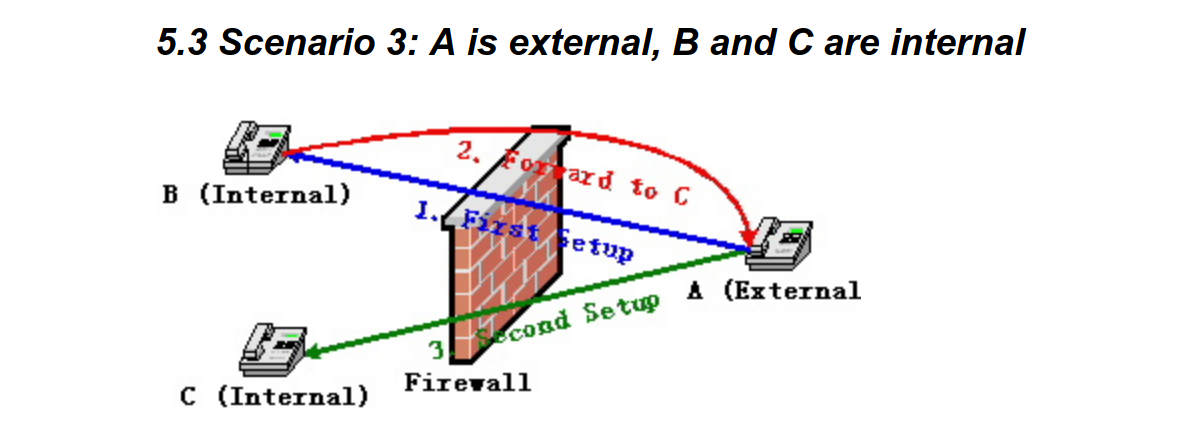 5.3 Scenario 3: A is external, B and C are internal
2. Forward to C
B (Internal)
1. First Setup
A (External
3. Second Setup
Firewall
C (Internal)